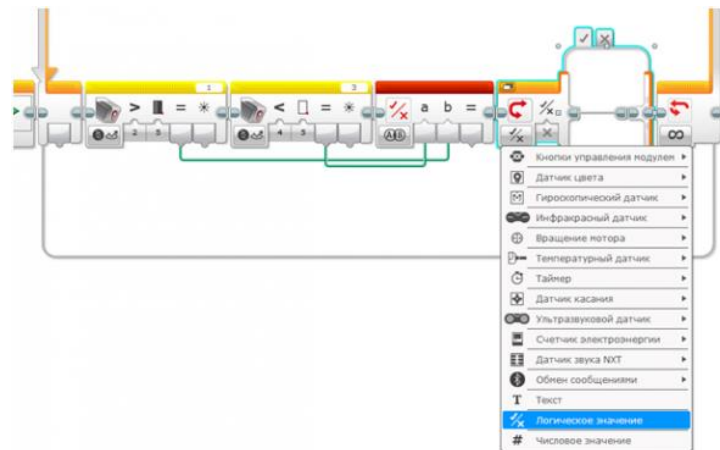 1
3
> = < = a b =
2 5 4 5 AB
Кнопки управления модулем
Датчик цвета
Гироскопический датчик
Инфракрасный датчик
Вращение мотора
Температурный датчик
Таймер
Датчик касания
Ультразвуковой датчик
Счетчик электроэнергии
Датчик звука NXT
Обмен сообщениями
T Текст
Логическое значение
# Числовое значение